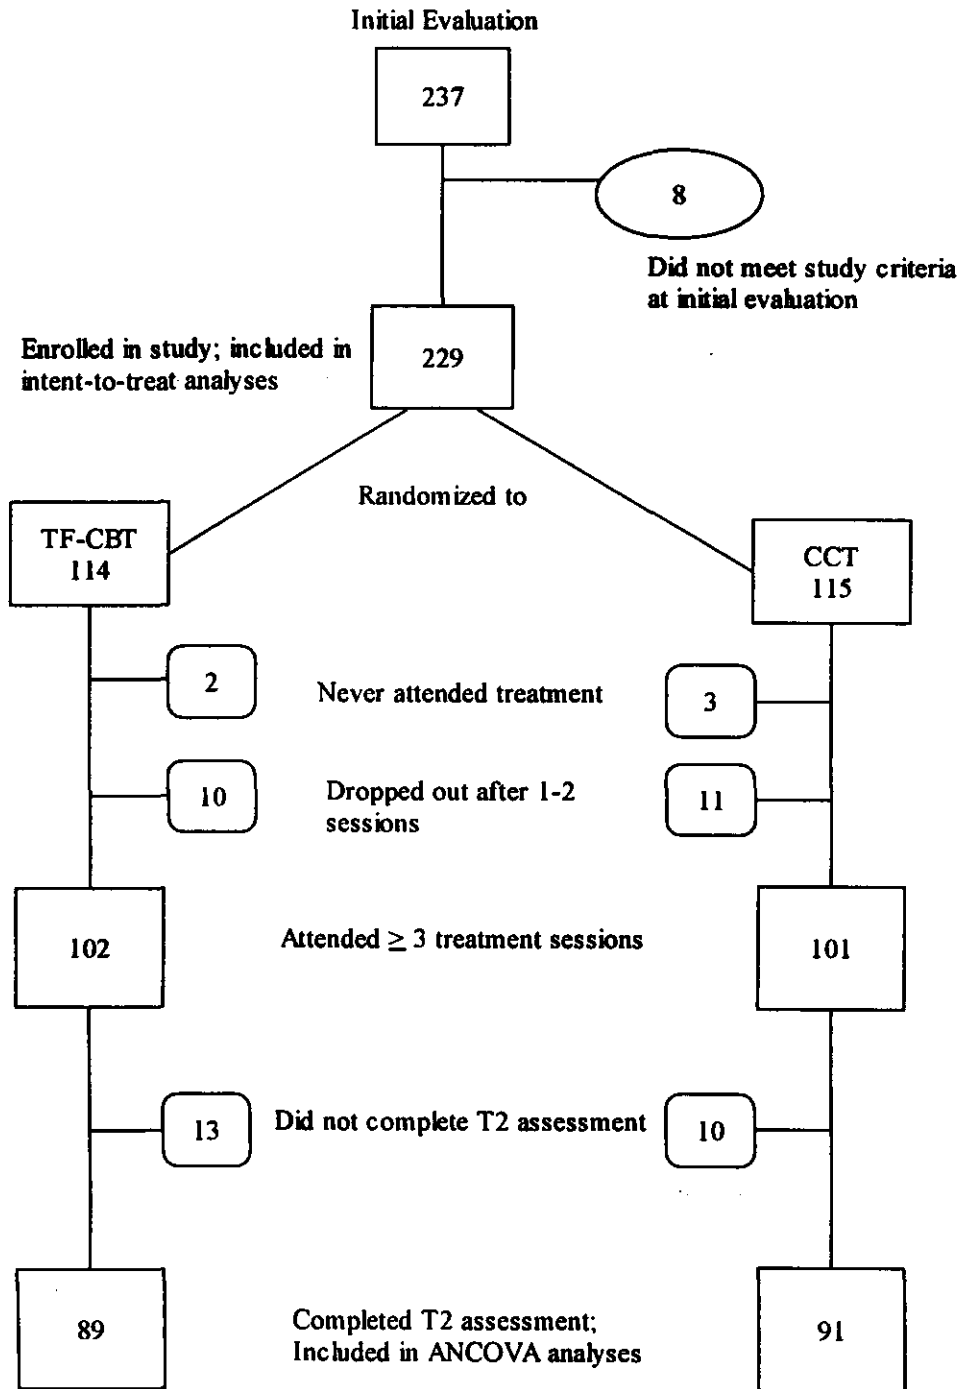 Initial Evaluation
237
8
Did not meet study criteria
at initial evaluation
Enrolled in study; included in
intent-to-treat analyses
229
Randomized to
TF-CBT
114
CCT
115
2
Never attended treatment
3
10
Dropped out after 1-2
sessions
11
102
Attended ≥ 3 treatment sessions
101
13
Did not complete T2 assessment
10
89
Completed T2 assessment;
Included in ANCOVA analyses
91